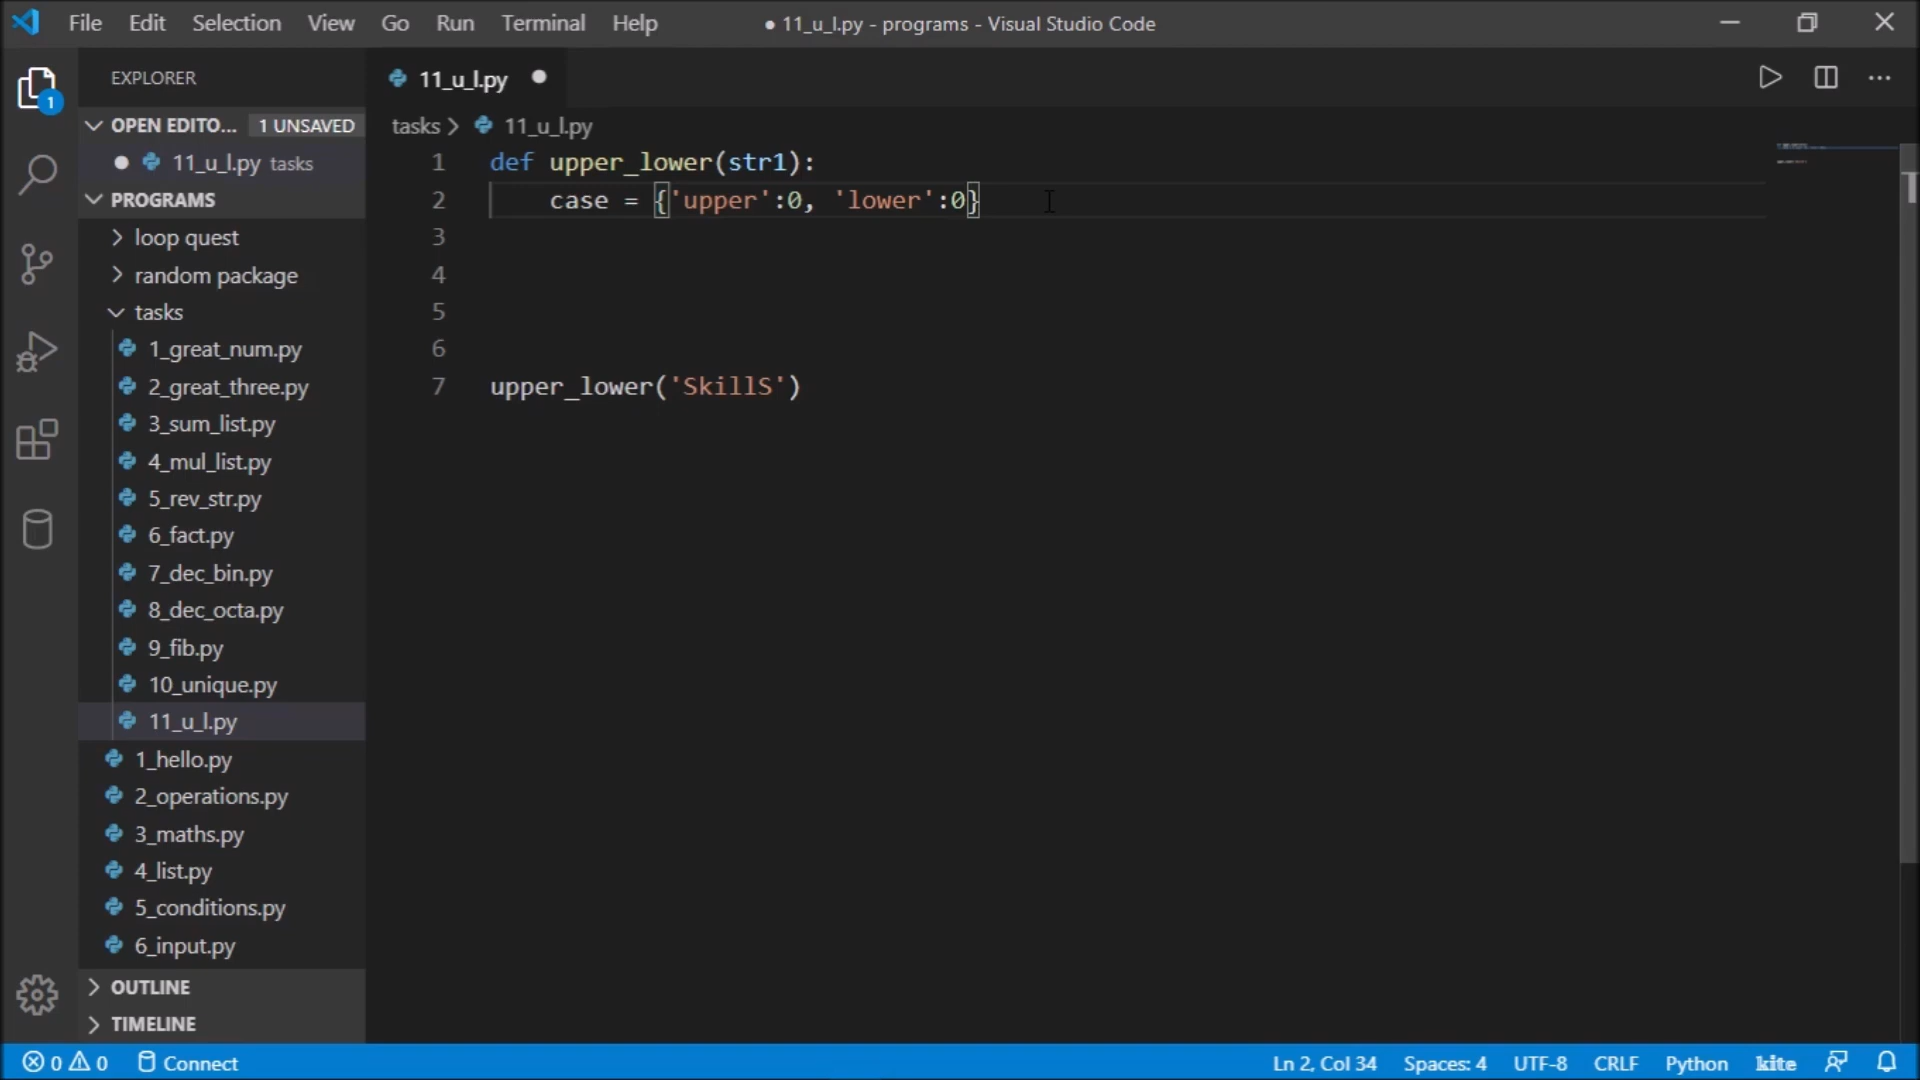 File Edit Selection View Go Run Terminal Help ● 11_u_l.py - programs - Visual Studio Code
1
EXPLORER
11_u_l.py
OPEN EDITO... 1 UNSAVED
11_u_l.py tasks
PROGRAMS
loop quest
random package
tasks
1_great_num.py
2_great_three.py
3_sum_list.py
4_mul_list.py
5_rev_str.py
6_fact.py
7_dec_bin.py
8_dec_octa.py
9_fib.py
10_unique.py
11_u_l.py
1_hello.py
2_operations.py
3_maths.py
4_list.py
5_conditions.py
6_input.py
OUTLINE
TIMELINE
tasks > 11_u_l.py
1 def upper_lower(str1):
2 case = {'upper':0, 'lower':0}
3
4
5
6
7 upper_lower('SkillS')
0 0 Connect
Ln 2, Col 34 Spaces: 4 UTF-8 CRLF Python kite